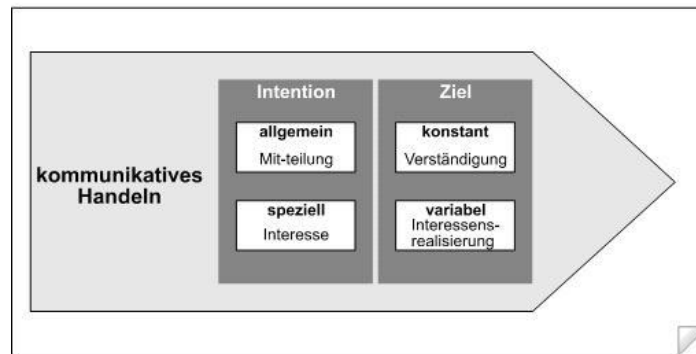 kommunikatives
Handeln
Intention
allgemein
Mit-teilung
speziell
Interesse
Ziel
konstant
Verständigung
variabel
Interessens-
realisierung